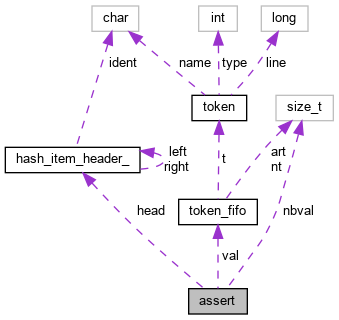 char
int
long
ident
name
type
line
token
size_t
hash_item_header_
left
right
t
art
nt
token_fifo
head
nbval
val
assert